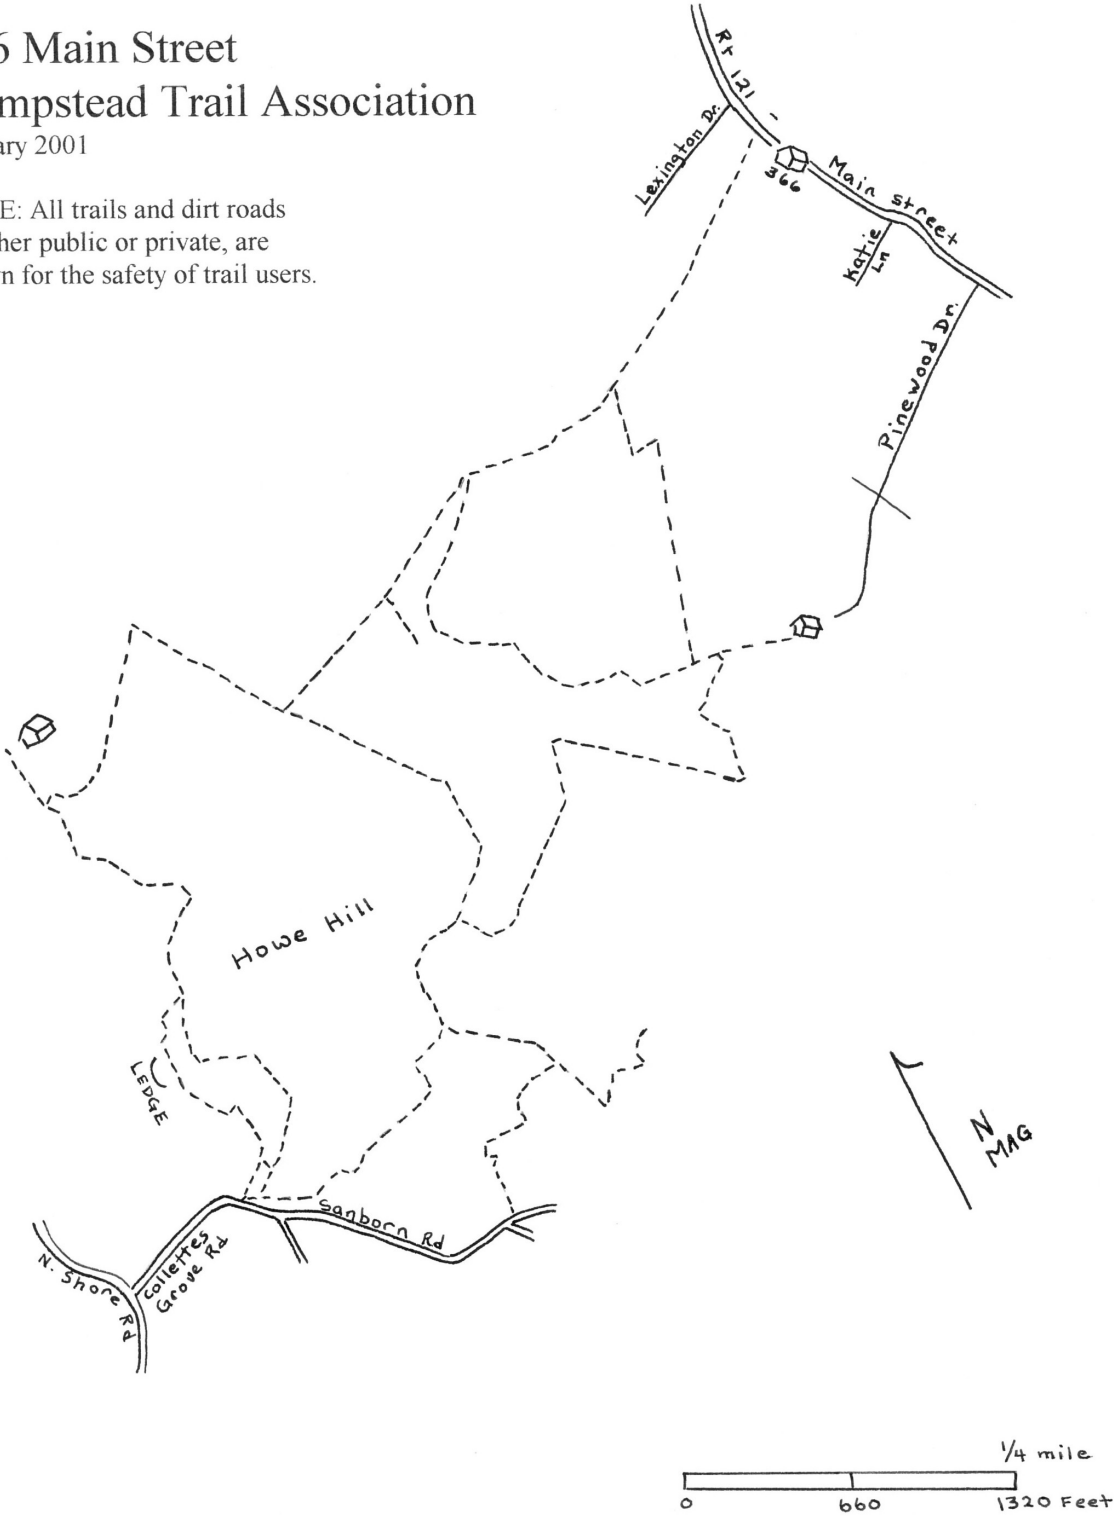 6 Main Street
mpstead Trail Association
ary 2001
E: All trails and dirt roads
her public or private, are
n for the safety of trail users.
Rt 121
Lexington Dr.
366
Main street
Katie
Ln
Pinewood Dr.
Howe Hill
LEDGE
Sanborn Rd
Collettes
Grove Rd
N. Shore Rd
N
MAG
1/4 mile
0 660 1320 Feet